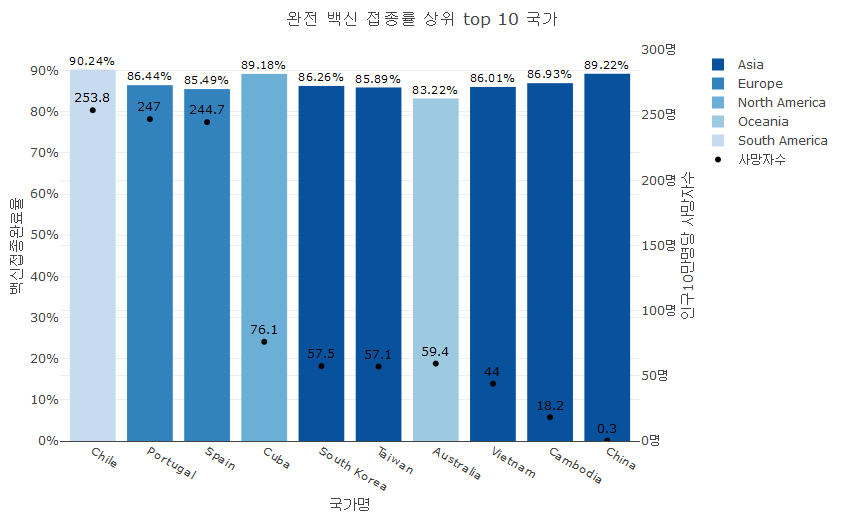 완전 백신 접종률 상위 top 10 국가
백신접종완료율
90%
80%
70%
60%
50%
40%
30%
20%
10%
0%
90.24%
86.44%
85.49%
89.18%
86.26%
85.89%
83.22%
86.01%
86.93%
89.22%
253.8
247
244.7
76.1
57.5
57.1
59.4
44
18.2
0.3
300명
250명
200명
150명
100명
50명
0명
인구10만명당 사망자수
Chile
Portugal
Spain
Cuba
South Korea
Taiwan
Australia
Vietnam
Cambodia
China
국가명
Asia
Europe
North America
Oceania
South America
사망자수